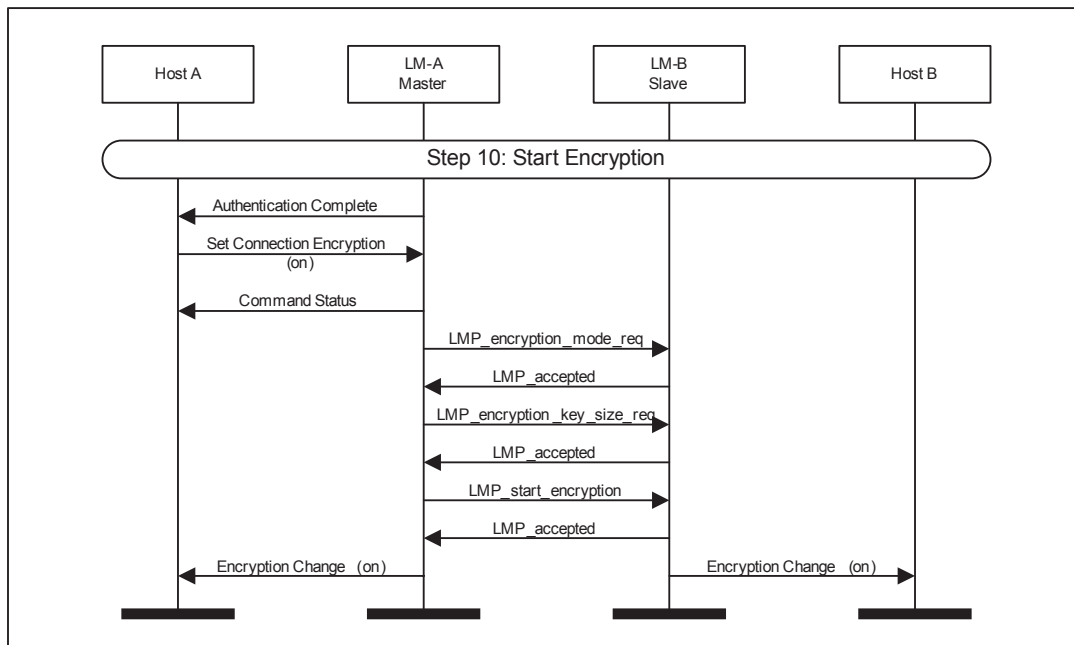 Host A
LM-A
Master
LM-B
Slave
Host B
Step 10: Start Encryption
Authentication Complete
Set Connection Encryption
(on)
Command Status
LMP_encryption_mode_req
LMP_accepted
LMP_encryption_key_size_req
LMP_accepted
LMP_start_encryption
LMP_accepted
Encryption Change (on)
Encryption Change (on)